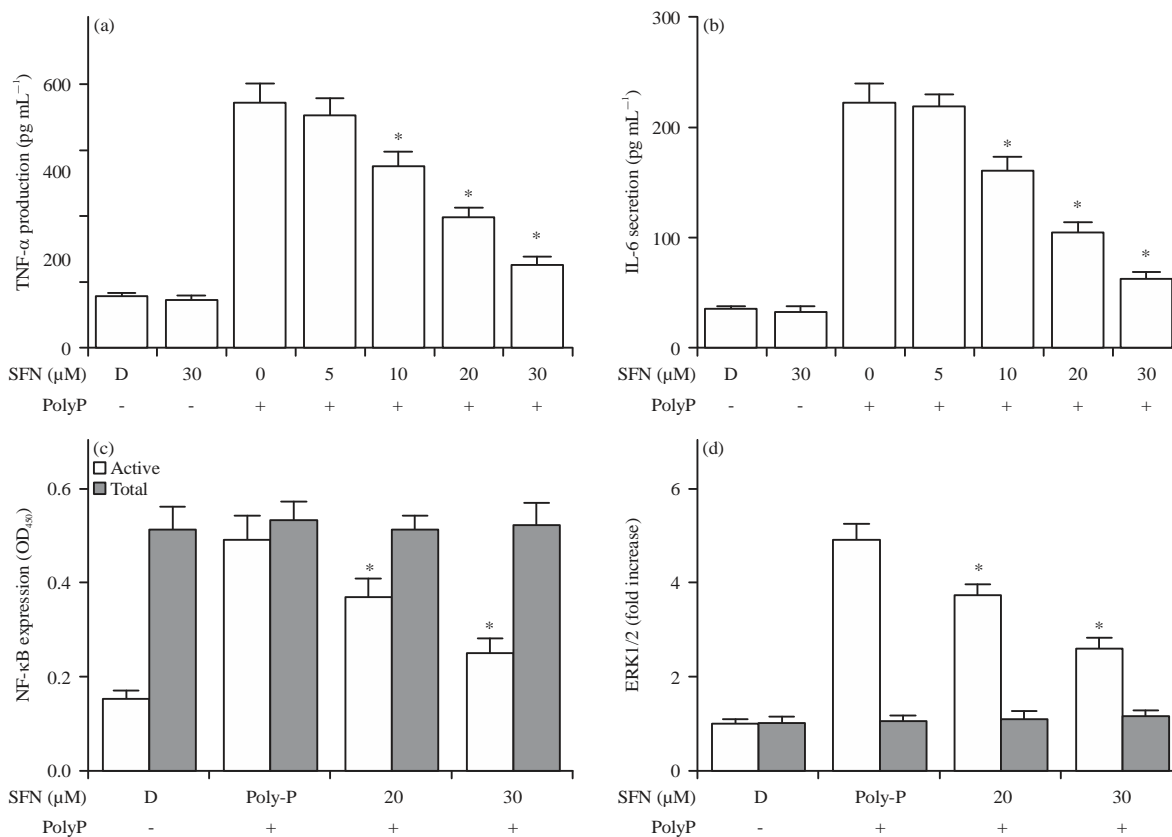 (a)
TNF-α production (pg mL⁻¹)
600
400
200
0
*
*
*
SFN (µM) D 30 0 5 10 20 30
PolyP - - + + + + +
(b)
IL-6 secretion (pg mL⁻¹)
300
200
100
0
*
*
*
SFN (µM) D 30 0 5 10 20 30
PolyP - - + + + + +
(c)
Active
Total
NF-κB expression (OD₄₅₀)
0.6
0.4
0.2
0.0
*
*
SFN (µM) D Poly-P 20 30
PolyP - + + +
(d)
ERK1/2 (fold increase)
6
4
2
0
*
*
SFN (µM) D Poly-P 20 30
PolyP - + + +